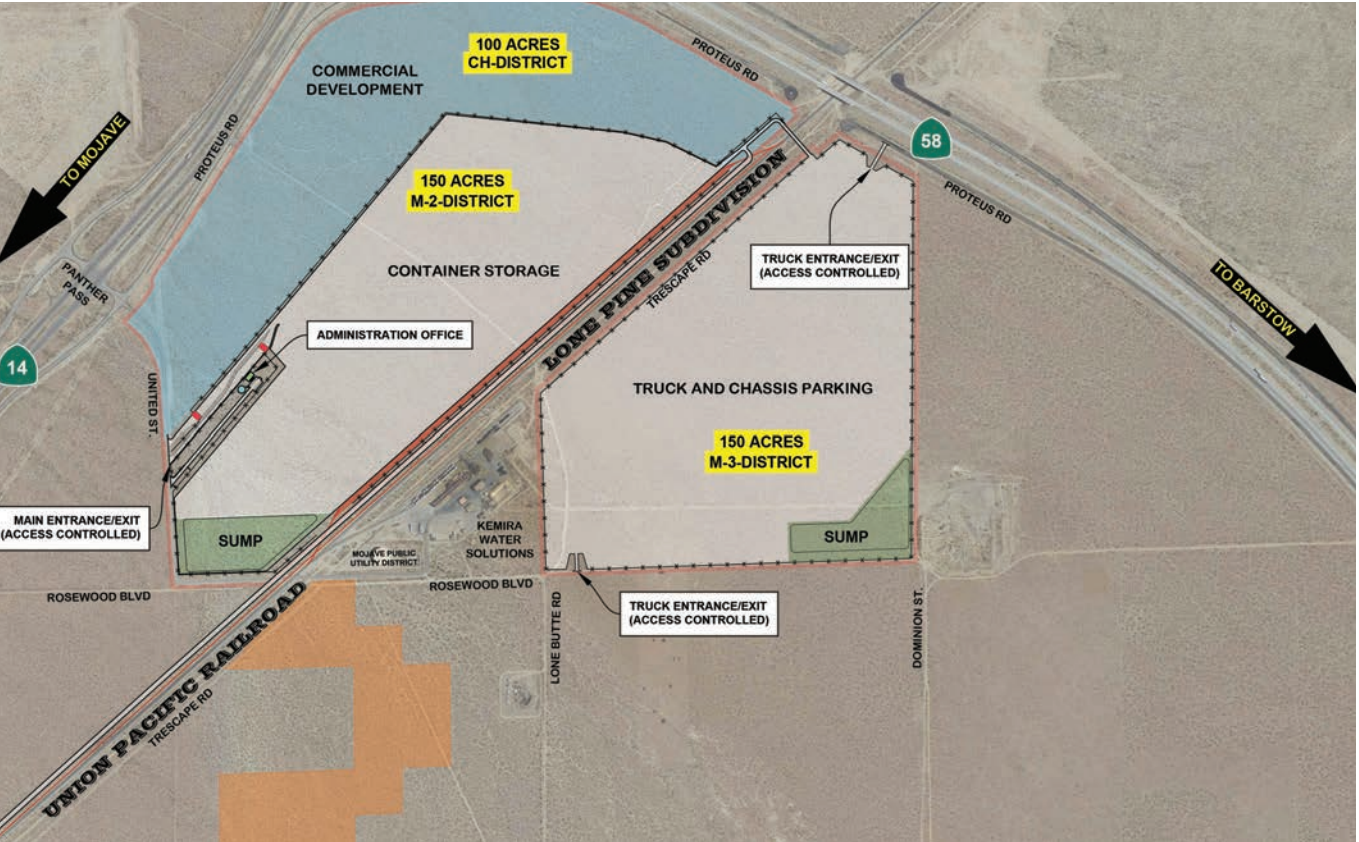 100 ACRES
CH-DISTRICT
COMMERCIAL
DEVELOPMENT
PROTEUS RD
58
TO MOJAVE
PROTEUS RD
150 ACRES
M-2-DISTRICT
PROTEUS RD
LONE PINE SUBDIVISION
TRESCAPE RD
TRUCK ENTRANCE/EXIT
(ACCESS CONTROLLED)
CONTAINER STORAGE
PANTHER
PASS
TO BARSTOW
ADMINISTRATION OFFICE
14
UNITED ST.
TRUCK AND CHASSIS PARKING
150 ACRES
M-3-DISTRICT
MAIN ENTRANCE/EXIT
(ACCESS CONTROLLED)
SUMP
KEMIRA
WATER
SOLUTIONS
SUMP
MOJAVE PUBLIC
UTILITY DISTRICT
ROSEWOOD BLVD
ROSEWOOD BLVD
UNION PACIFIC RAILROAD
TRESCAPE RD
LONE BUTTE RD
TRUCK ENTRANCE/EXIT
(ACCESS CONTROLLED)
DOMINION ST.